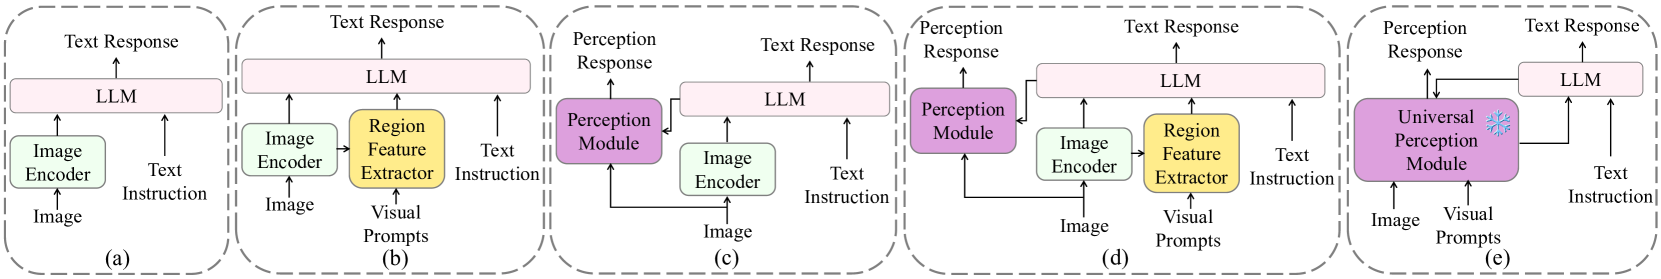 Text Response
LLM
Image
Encoder
Image
Text
Instruction
(a)
Text Response
LLM
Image
Encoder
Region
Feature
Extractor
Image
Visual
Prompts
Text
Instruction
(b)
Perception
Response
Text Response
LLM
Perception
Module
Image
Encoder
Image
Text
Instruction
(c)
Perception
Response
Text Response
LLM
Perception
Module
Image
Encoder
Region
Feature
Extractor
Image
Visual
Prompts
Text
Instruction
(d)
Perception
Response
Text Response
LLM
Universal
Perception
Module
Image
Visual
Prompts
Text
Instruction
(e)